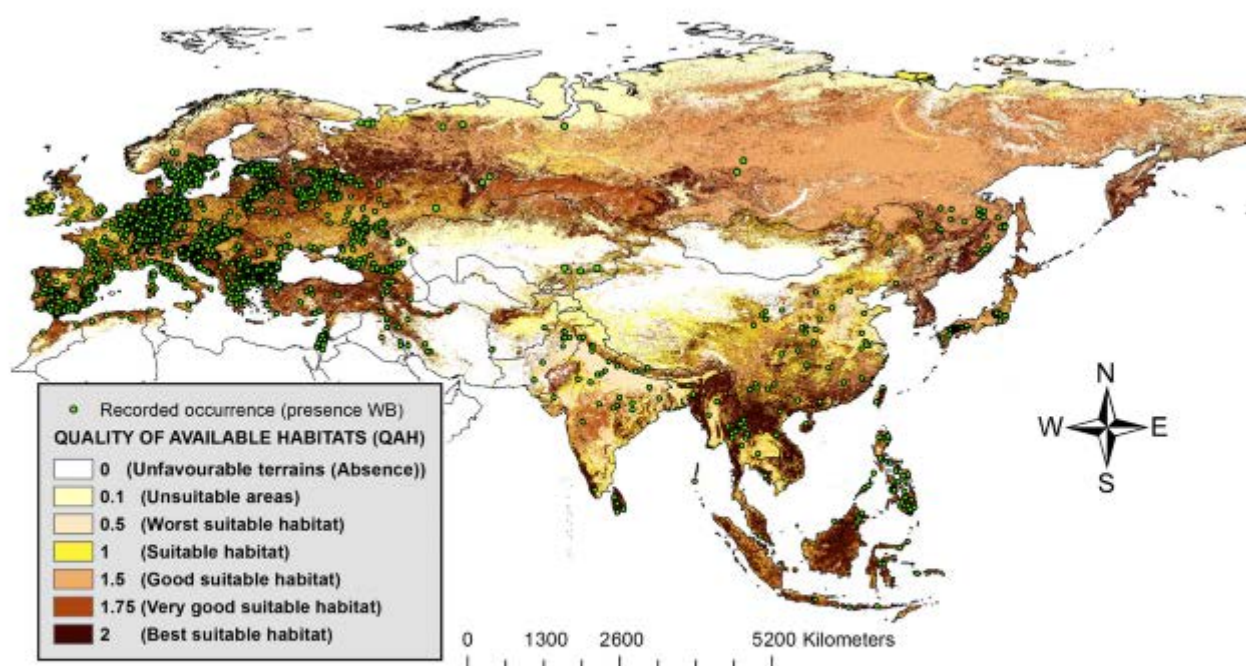 Recorded occurrence (presence WB)
QUALITY OF AVAILABLE HABITATS (QAH)
0 (Unfavourable terrains (Absence))
0.1 (Unsuitable areas)
0.5 (Worst suitable habitat)
1 (Suitable habitat)
1.5 (Good suitable habitat)
1.75 (Very good suitable habitat)
2 (Best suitable habitat)
N
W E
S
0 1300 2600 5200 Kilometers